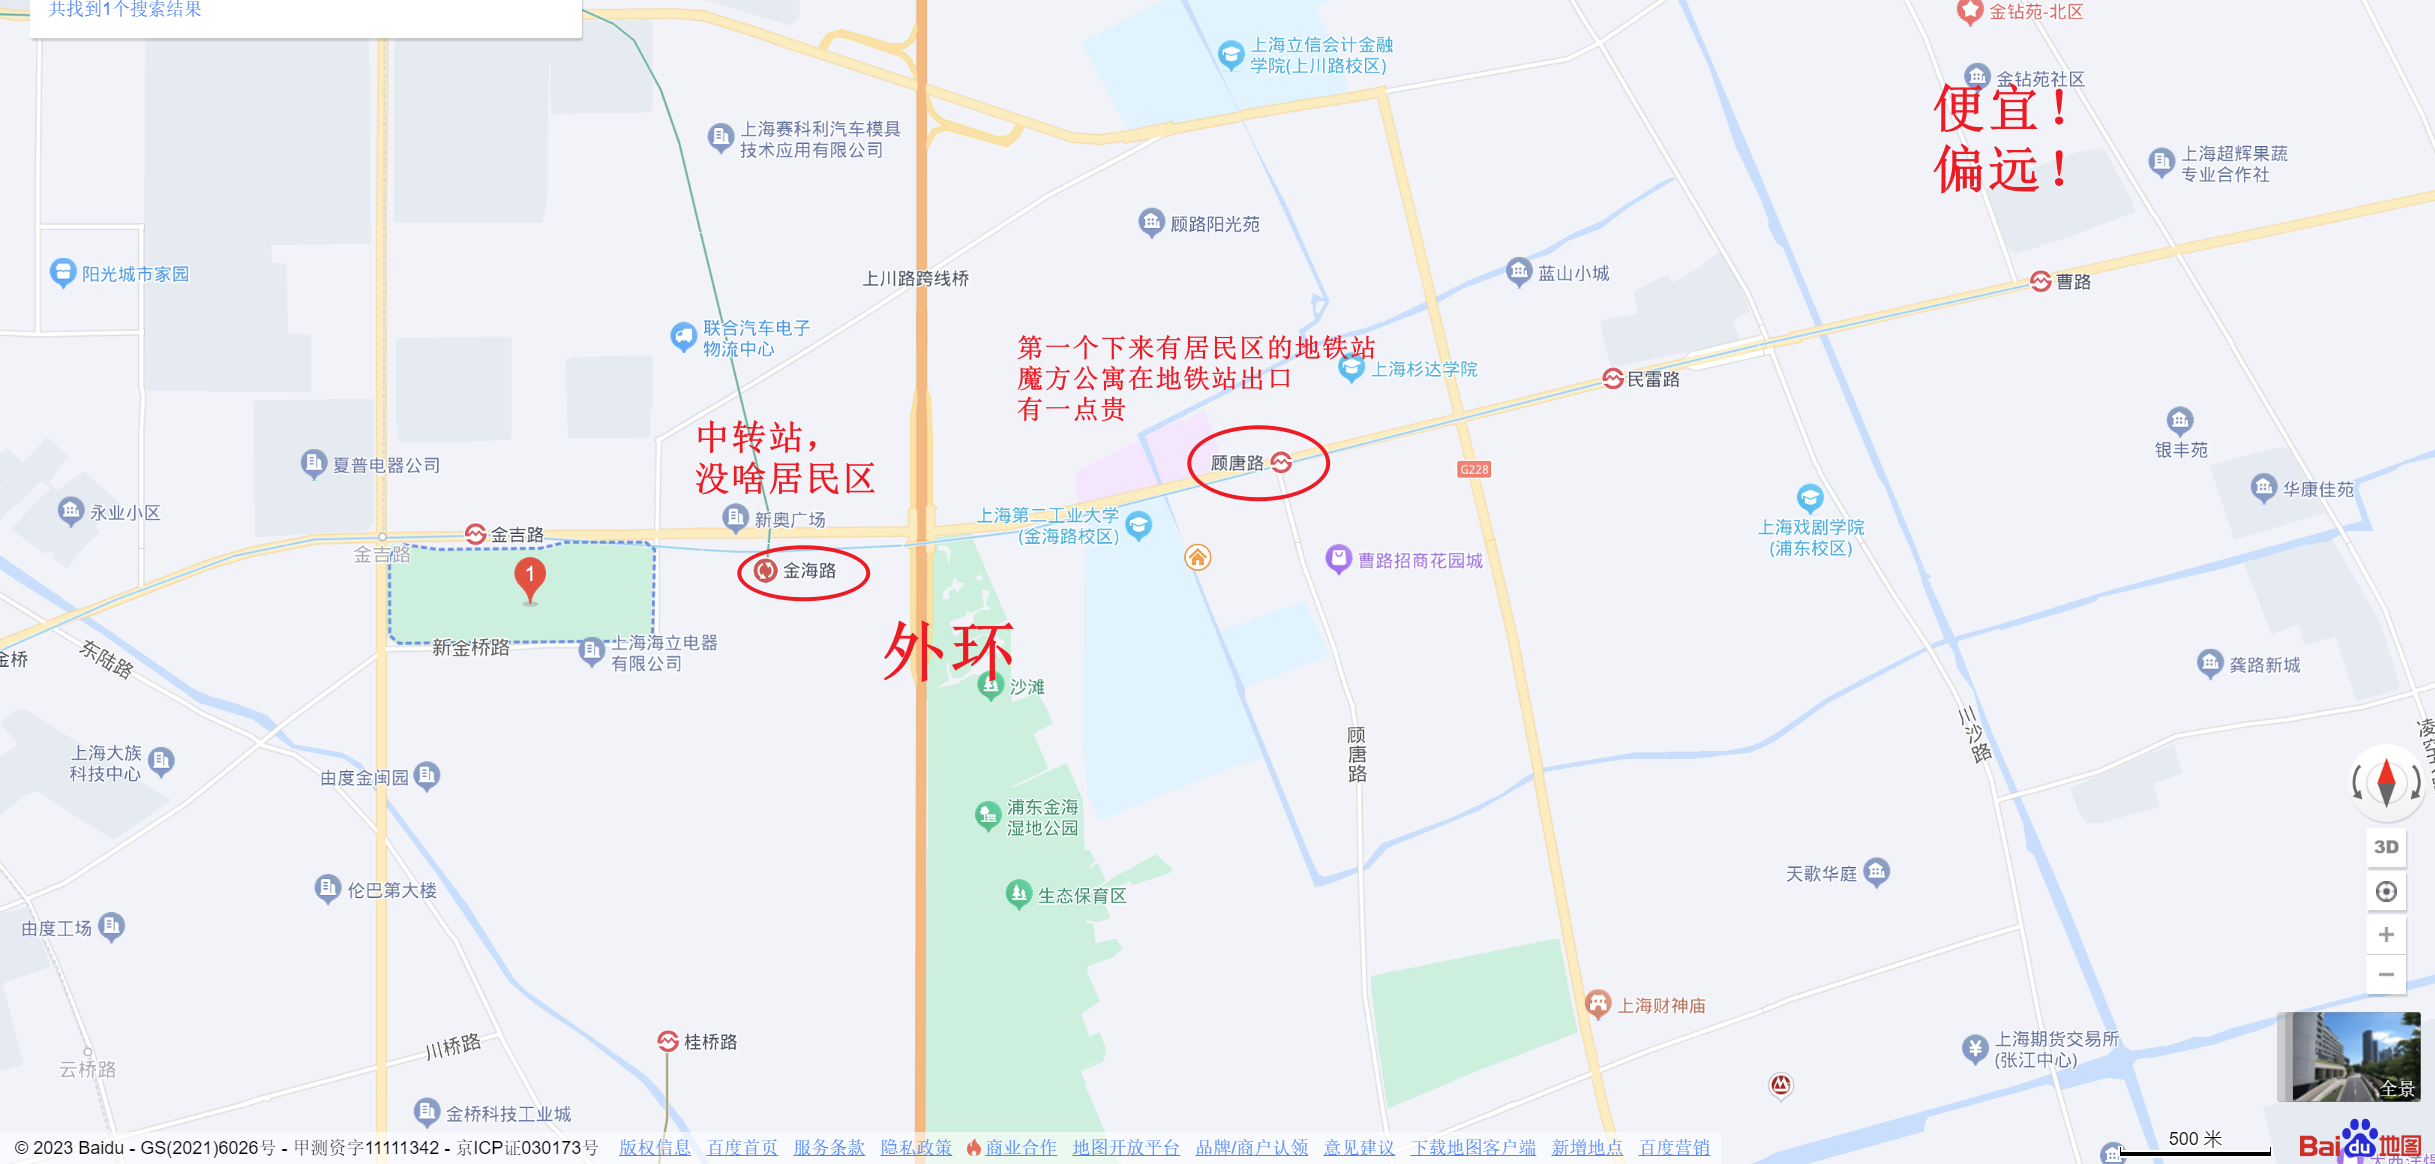 共找到1个搜索结果
金钻苑-北区
上海立信会计金融
学院(上川路校区)
金钻苑社区
便宜！
偏远！
上海赛科利汽车模具
技术应用有限公司
上海超辉果蔬
专业合作社
顾路阳光苑
阳光城市家园
上川路跨线桥
蓝山小城
曹路
联合汽车电子
物流中心
第一个下来有居民区的地铁站
魔方公寓在地铁站出口
有一点贵
上海杉达学院
民雷路
中转站，
没啥居民区
夏普电器公司
顾唐路
G228
银丰苑
华康佳苑
永业小区
新奥广场
上海第二工业大学
(金海路校区)
上海戏剧学院
(浦东校区)
金吉路
金吉路
曹路招商花园城
金海路
1
外环
新金桥路
上海海立电器
有限公司
金桥
东陆路
沙滩
龚路新城
川沙路
凌空
顾唐路
上海大族
科技中心
由度金闽园
浦东金海
湿地公园
3D
伦巴第大楼
生态保育区
天歌华庭
由度工场
上海财神庙
桂桥路
川桥路
云桥路
上海期货交易所
(张江中心)
全景
金桥科技工业城
© 2023 Baidu - GS(2021)6026号 - 甲测资字11111342 - 京ICP证030173号 版权信息 百度首页 服务条款 隐私政策 商业合作 地图开放平台 品牌/商户认领 意见建议 下载地图客户端 新增地点 百度营销
500 米
Baidu地图